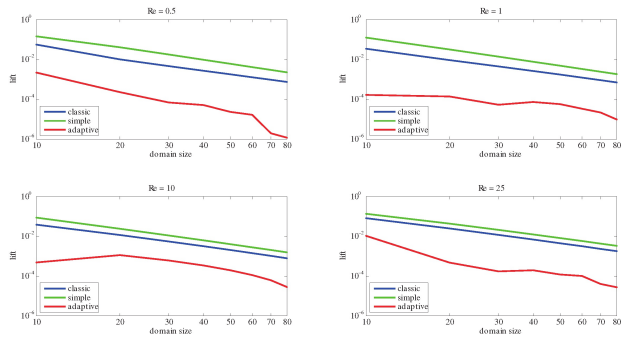 Re = 0.5
10^0
10^-2
10^-4
10^-6
lift
classic
simple
adaptive
10 20 30 40 50 60 70 80
domain size
Re = 1
10^0
10^-2
10^-4
10^-6
lift
classic
simple
adaptive
10 20 30 40 50 60 70 80
domain size
Re = 10
10^0
10^-2
10^-4
10^-6
lift
classic
simple
adaptive
10 20 30 40 50 60 70 80
domain size
Re = 25
10^0
10^-2
10^-4
10^-6
lift
classic
simple
adaptive
10 20 30 40 50 60 70 80
domain size